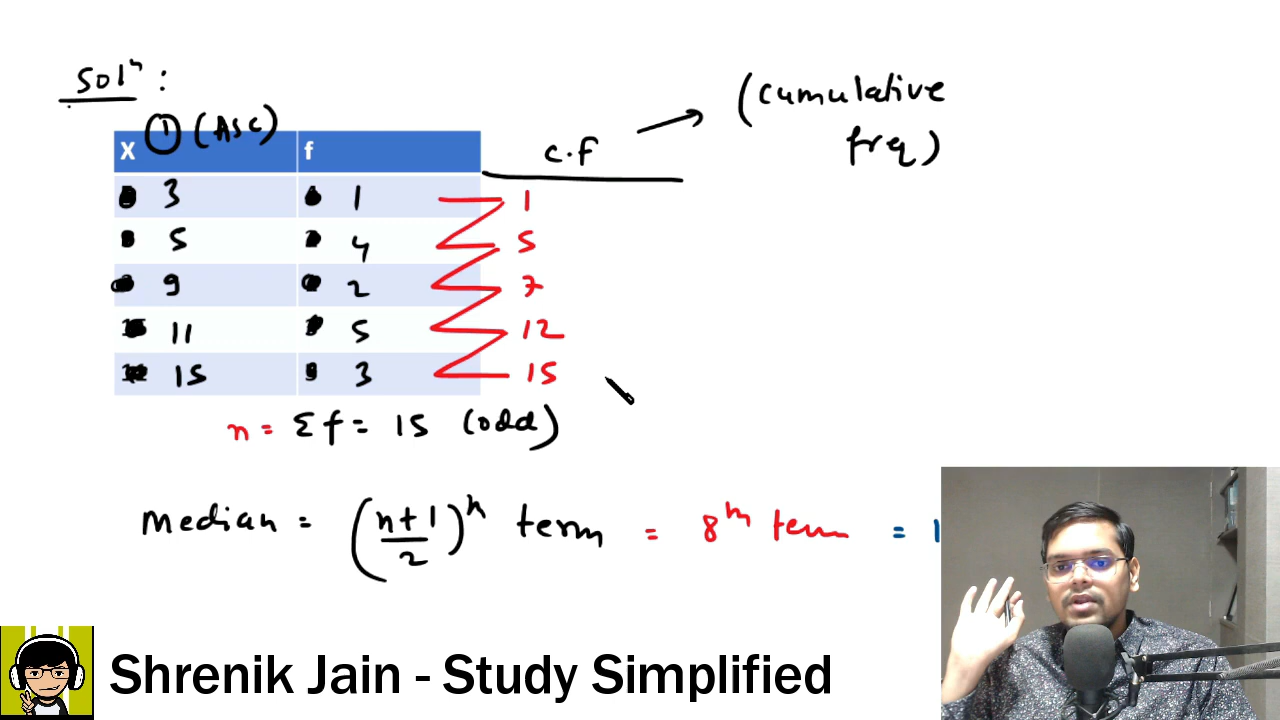 Solⁿ :
(cumulative
freq)
① (ASC)
X f c.f
3 1 1
5 4 5
9 2 7
11 5 12
15 3 15
n = Σf = 15 (odd)
median = (n+1/2)ᵗʰ term = 8ᵗʰ term =
Shrenik Jain - Study Simplified